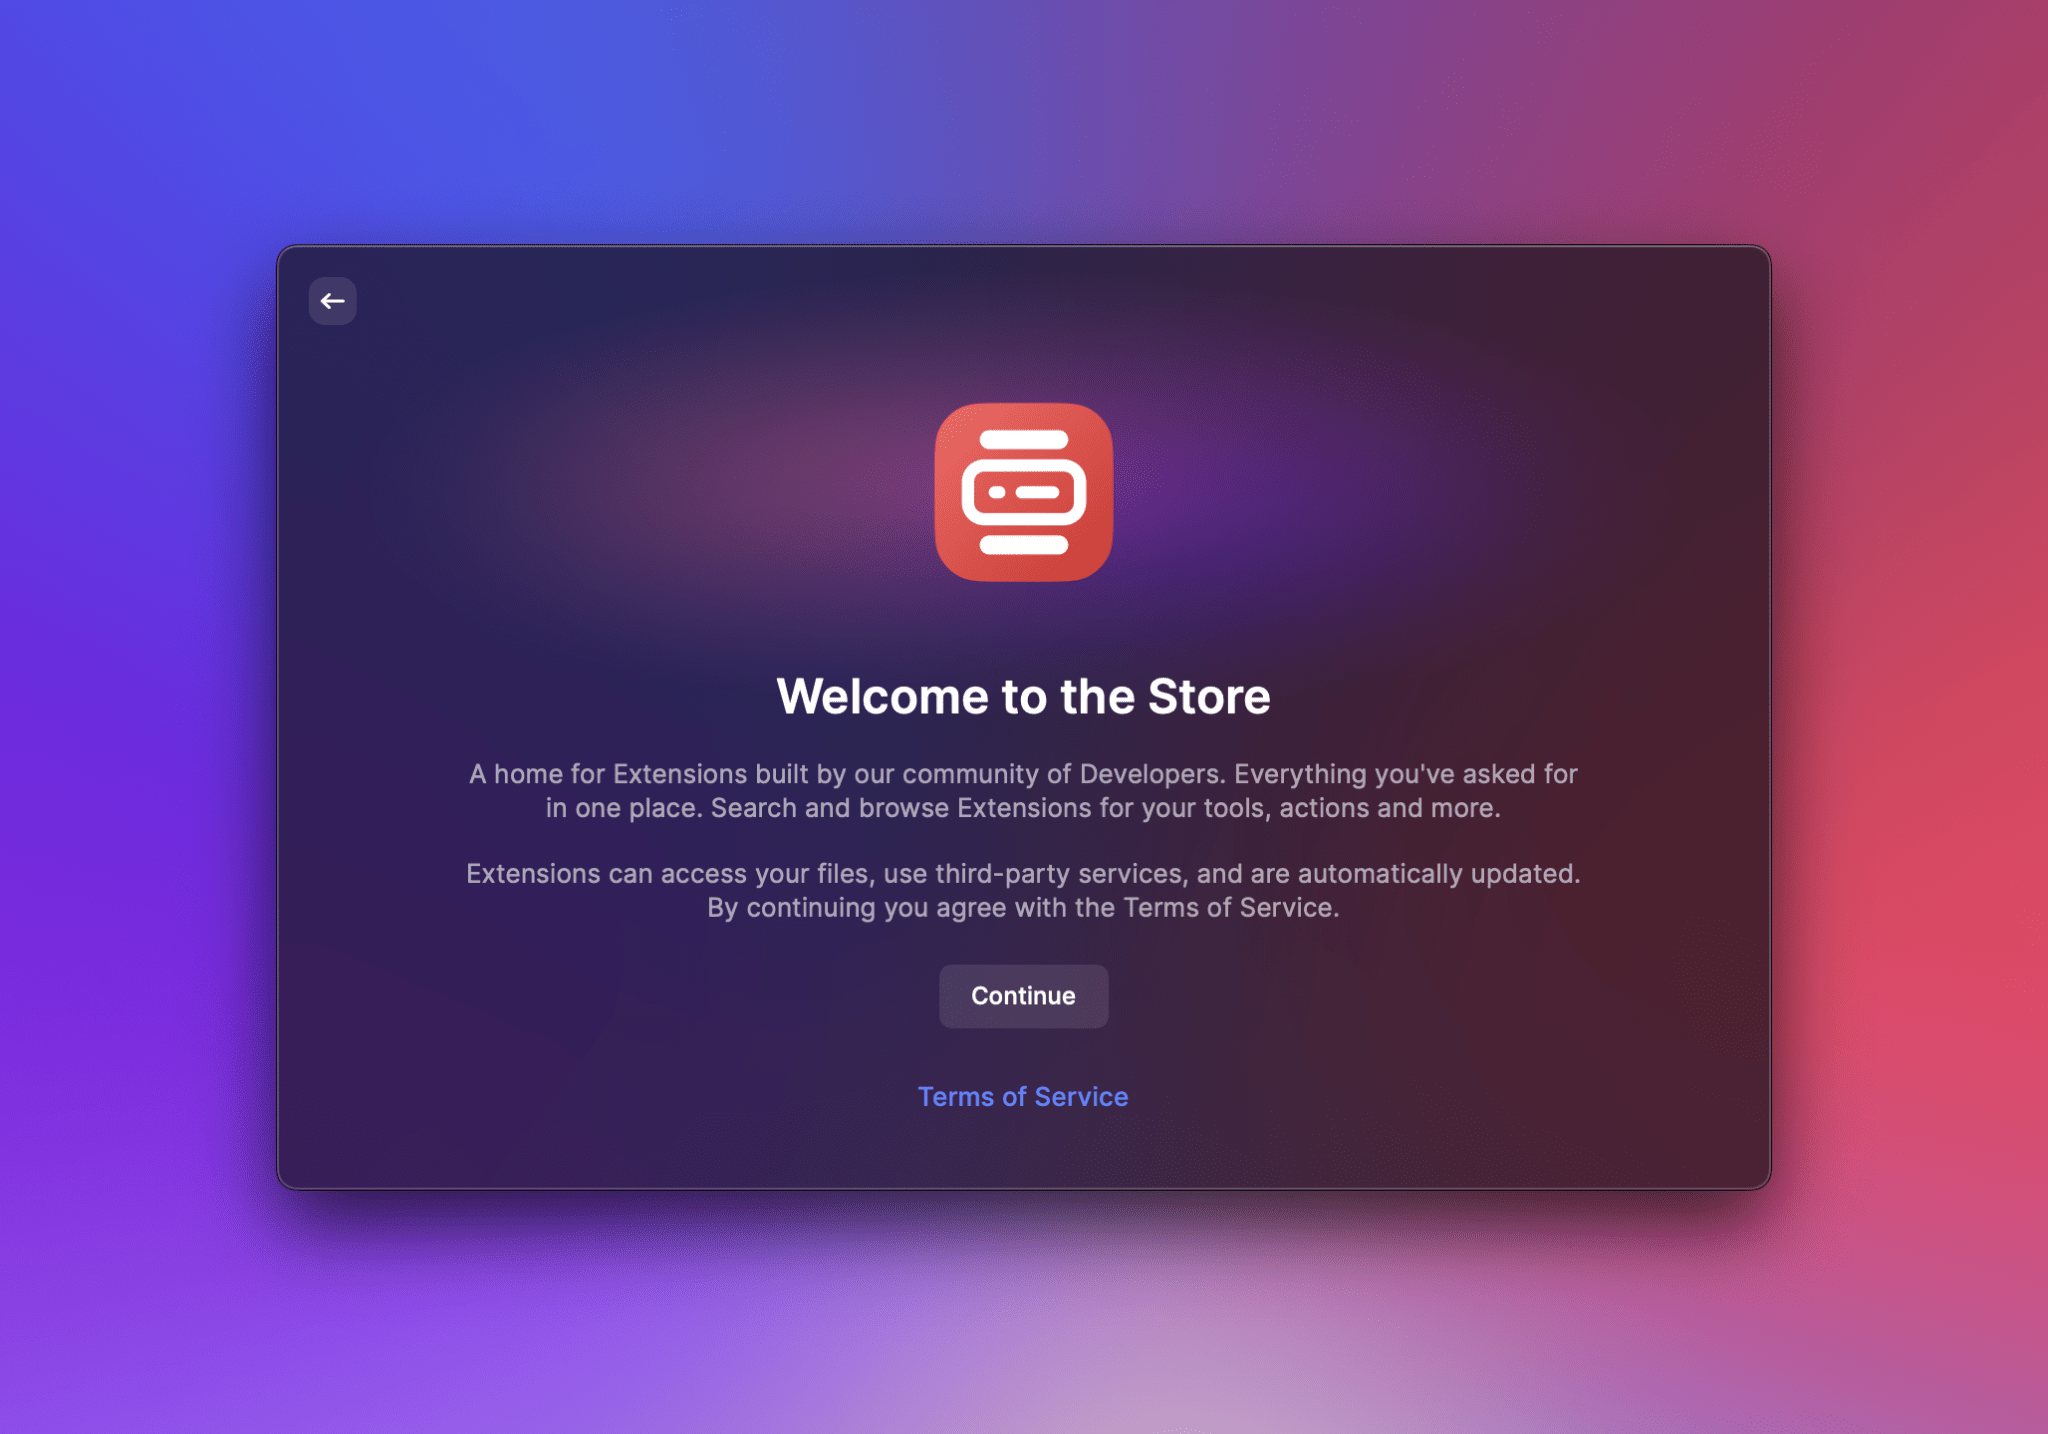 Welcome to the Store
A home for Extensions built by our community of Developers. Everything you've asked for
in one place. Search and browse Extensions for your tools, actions and more.
Extensions can access your files, use third-party services, and are automatically updated.
By continuing you agree with the Terms of Service.
Continue
Terms of Service